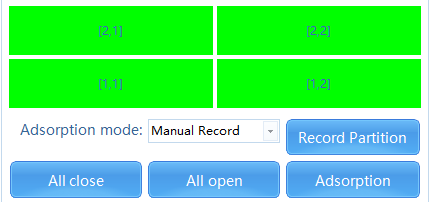 [2,1] [2,2]
[1,1] [1,2]
Adsorption mode: Manual Record Record Partition
All close All open Adsorption